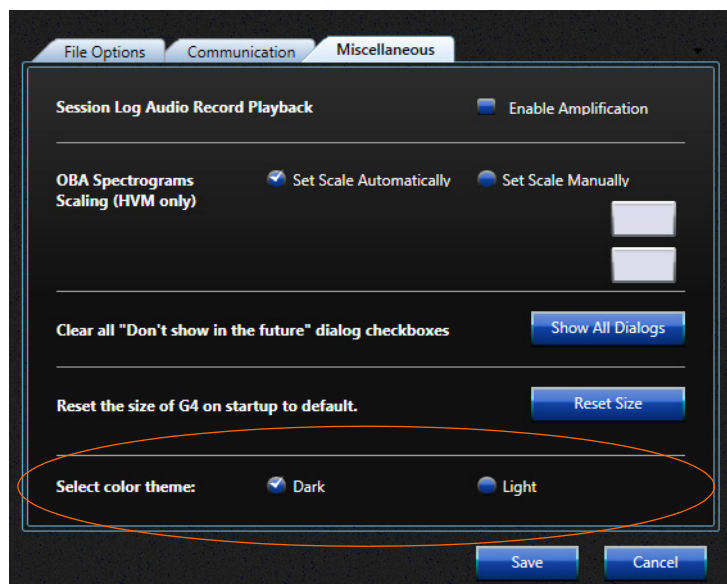 File Options Communication Miscellaneous
Session Log Audio Record Playback Enable Amplification
OBA Spectrograms Set Scale Automatically Set Scale Manually
Scaling (HVM only)
Clear all "Don't show in the future" dialog checkboxes Show All Dialogs
Reset the size of G4 on startup to default. Reset Size
Select color theme: Dark Light
Save Cancel